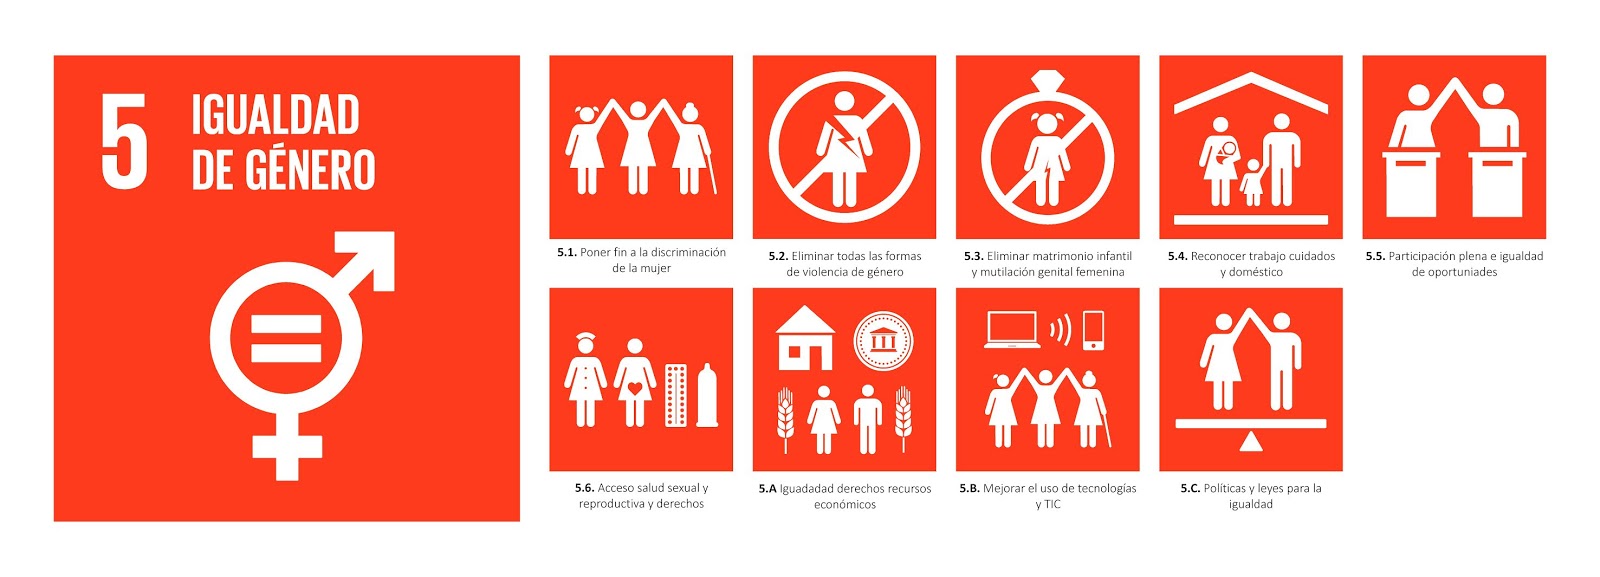 5
IGUALDAD
DE GÉNERO
5.1. Poner fin a la discriminación
de la mujer
5.2. Eliminar todas las formas
de violencia de género
5.3. Eliminar matrimonio infantil
y mutilación genital femenina
5.4. Reconocer trabajo cuidados
y doméstico
5.5. Participación plena e igualdad
de oportuniades
5.6. Acceso salud sexual y
reproductiva y derechos
5.A Iguadadad derechos recursos
económicos
5.B. Mejorar el uso de tecnologías
y TIC
5.C. Políticas y leyes para la
igualdad